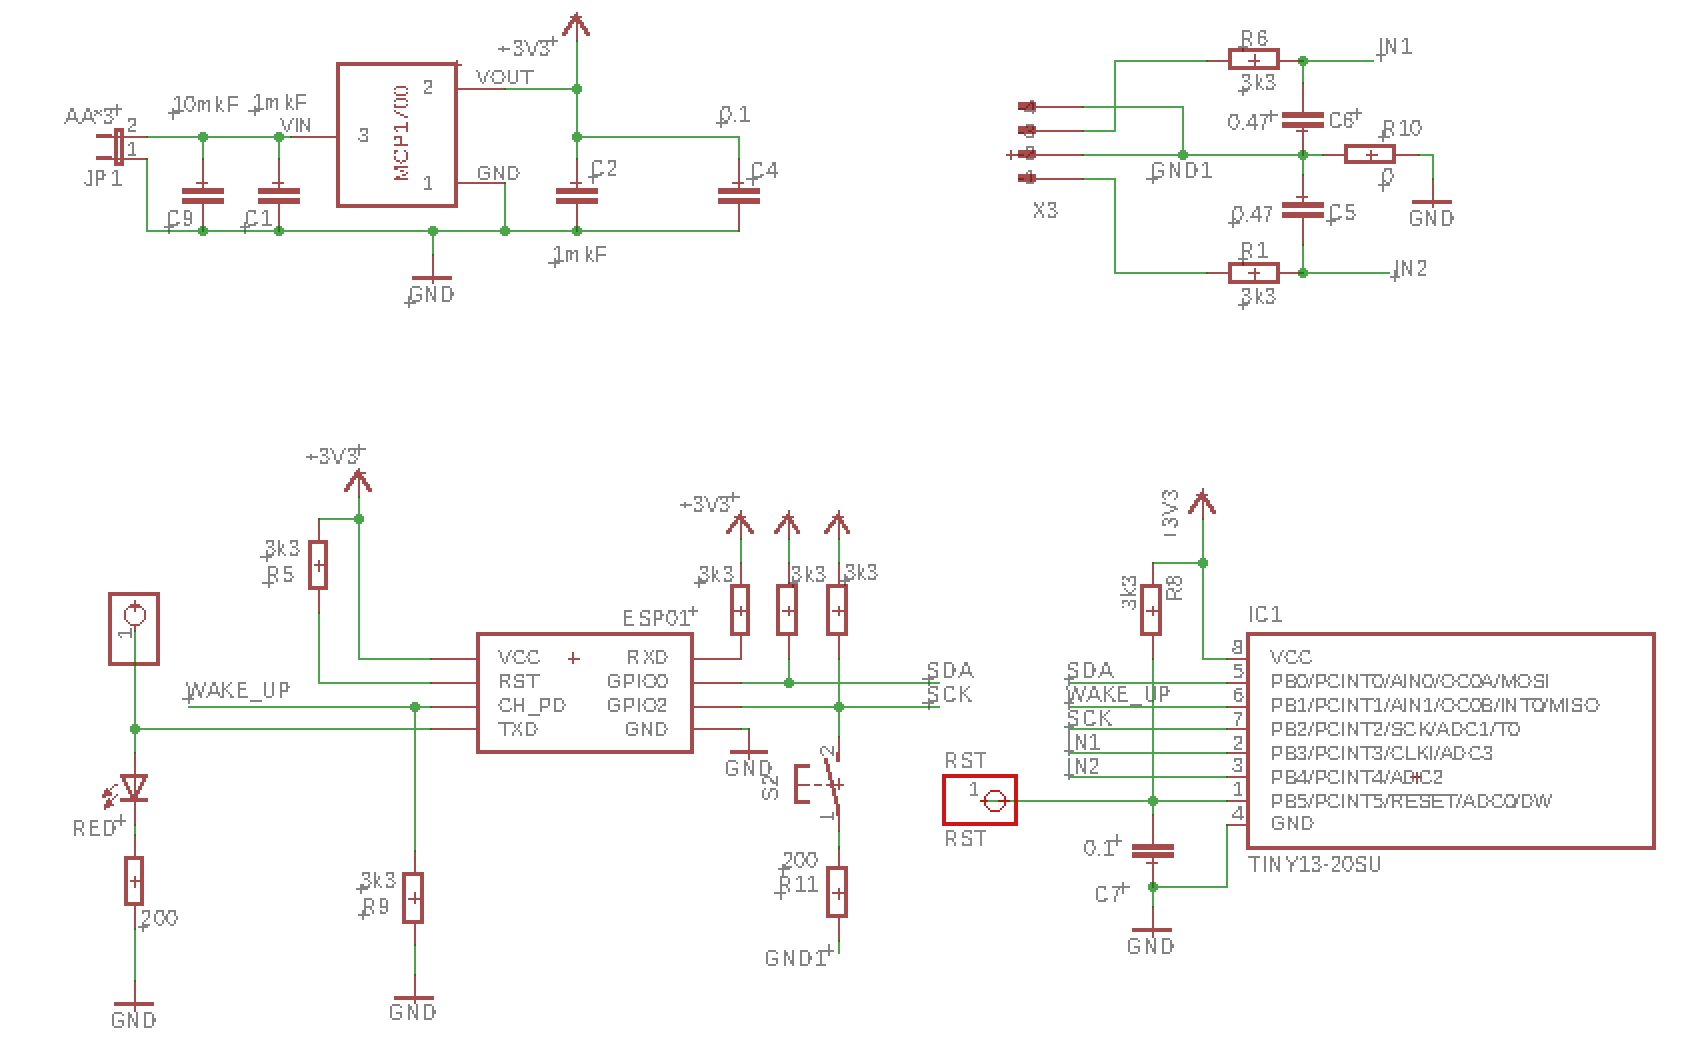 +3V3
VOUT
2
10mkF
1mkF
AA*3
2
VIN
3
MCP1700
0.1
1
JP1
GND
1
C2
C4
C9
C1
1mkF
GND
R6
IN1
3k3
4
3
2
1
0.47
C6
R10
GND1
0
X3
0.47
C5
GND
R1
IN2
3k3
+3V3
3k3
R5
+3V3
3k3
3k3
3k3
1
ESP01
VCC
RXD
RST
GPIO0
SDA
WAKE_UP
CH_PD
GPIO2
SCK
TXD
GND
GND
S2
2
1
RED
200
3k3
R9
200
R11
GND1
GND
GND
3k3
R8
IC1
8
VCC
SDA
5
PB0/PCINT0/AIN0/OC0A/MOSI
WAKE_UP
6
PB1/PCINT1/AIN1/OC0B/INT0/MISO
SCK
7
PB2/PCINT2/SCK/ADC1/T0
IN1
2
PB3/PCINT3/CLKI/ADC3
IN2
3
PB4/PCINT4/ADC2
RST
1
1
PB5/PCINT5/RESET/ADC0/DW
4
GND
RST
0.1
TINY13-20SU
C7
GND